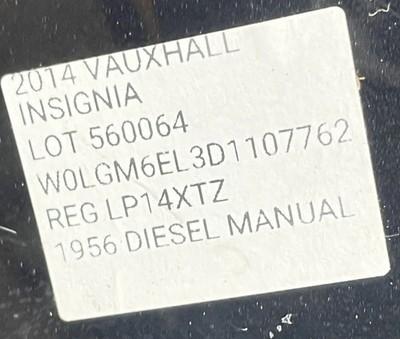 2014 VAUXHALL
INSIGNIA
LOT 560064
W0LGM6EL3D1107762
REG LP14XTZ
1956 DIESEL MANUAL